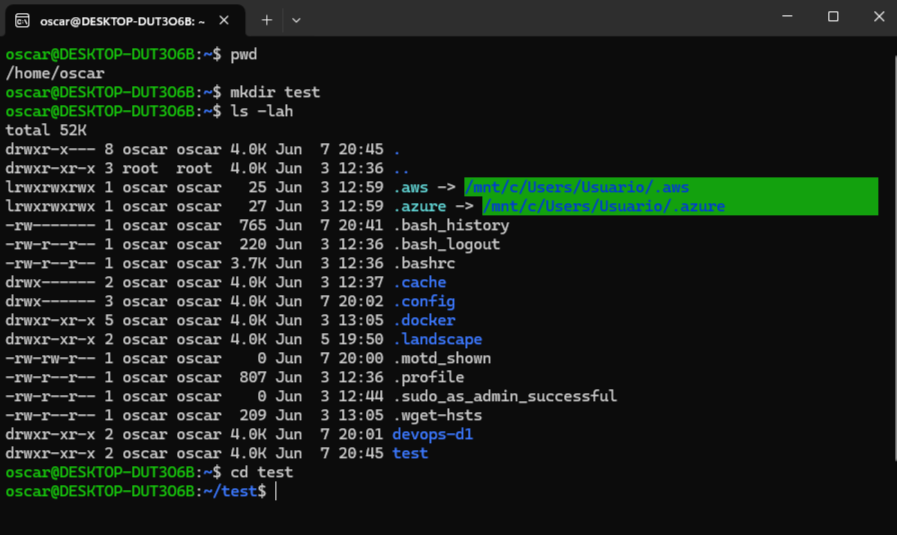 oscar@DESKTOP-DUT3O6B: ~
oscar@DESKTOP-DUT3O6B:~$ pwd
/home/oscar
oscar@DESKTOP-DUT3O6B:~$ mkdir test
oscar@DESKTOP-DUT3O6B:~$ ls -lah
total 52K
drwxr-x--- 8 oscar oscar 4.0K Jun  7 20:45 .
drwxr-xr-x 3 root  root  4.0K Jun  3 12:36 ..
lrwxrwxrwx 1 oscar oscar   25 Jun  3 12:59 .aws -> /mnt/c/Users/Usuario/.aws
lrwxrwxrwx 1 oscar oscar   27 Jun  3 12:59 .azure -> /mnt/c/Users/Usuario/.azure
-rw------- 1 oscar oscar  765 Jun  7 20:41 .bash_history
-rw-r--r-- 1 oscar oscar  220 Jun  3 12:36 .bash_logout
-rw-r--r-- 1 oscar oscar 3.7K Jun  3 12:36 .bashrc
drwx------ 2 oscar oscar 4.0K Jun  3 12:37 .cache
drwx------ 3 oscar oscar 4.0K Jun  7 20:02 .config
drwxr-xr-x 5 oscar oscar 4.0K Jun  3 13:05 .docker
drwxr-xr-x 2 oscar oscar 4.0K Jun  5 19:50 .landscape
-rw-rw-r-- 1 oscar oscar    0 Jun  7 20:00 .motd_shown
-rw-r--r-- 1 oscar oscar  807 Jun  3 12:36 .profile
-rw-r--r-- 1 oscar oscar    0 Jun  3 12:44 .sudo_as_admin_successful
-rw-r--r-- 1 oscar oscar  209 Jun  3 13:05 .wget-hsts
drwxr-xr-x 2 oscar oscar 4.0K Jun  7 20:01 devops-d1
drwxr-xr-x 2 oscar oscar 4.0K Jun  7 20:45 test
oscar@DESKTOP-DUT3O6B:~$ cd test
oscar@DESKTOP-DUT3O6B:~/test$